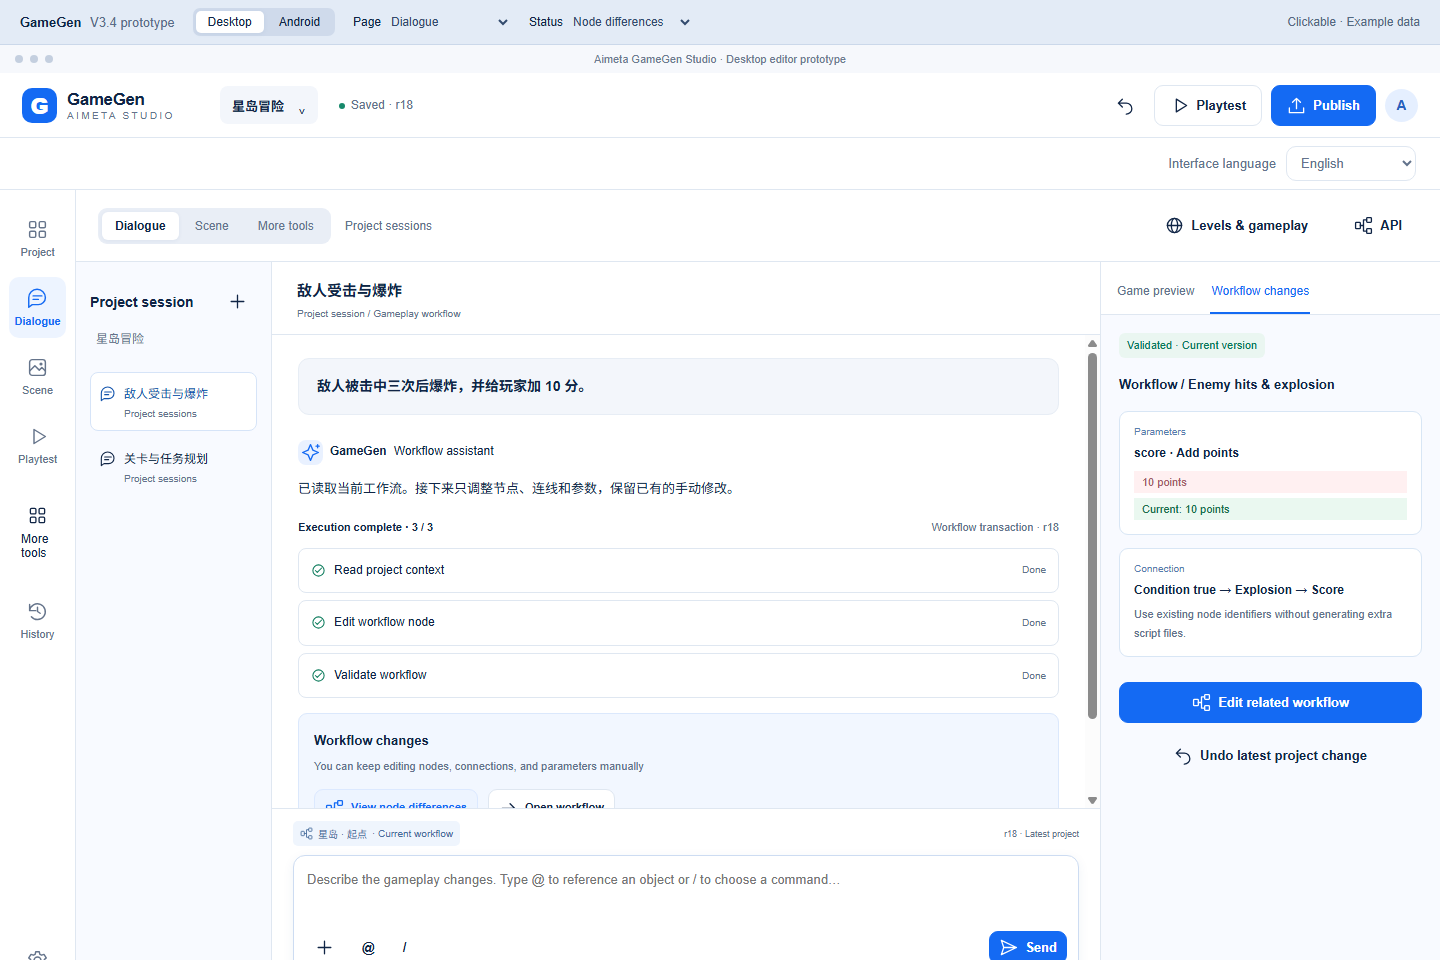 GameGen V3.4 prototype Desktop Android Page Dialogue Status Node differences Clickable · Example data
Aimeta GameGen Studio · Desktop editor prototype
G GameGen
AIMETA STUDIO
星岛冒险
Saved · r18
Playtest
Publish
A
Interface language English
Project
Dialogue
Scene
Playtest
More
tools
History
Dialogue Scene More tools Project sessions
Levels & gameplay API
Project session
星岛冒险
敌人受击与爆炸
Project sessions
关卡与任务规划
Project sessions
敌人受击与爆炸
Project session / Gameplay workflow
敌人被击中三次后爆炸，并给玩家加 10 分。
GameGen Workflow assistant
已读取当前工作流。接下来只调整节点、连线和参数，保留已有的手动修改。
Execution complete · 3 / 3 Workflow transaction · r18
Read project context Done
Edit workflow node Done
Validate workflow Done
Workflow changes
You can keep editing nodes, connections, and parameters manually
View node differences Open workflow
星岛 · 起点 · Current workflow r18 · Latest project
Describe the gameplay changes. Type @ to reference an object or / to choose a command…
@ / Send
Game preview Workflow changes
Validated · Current version
Workflow / Enemy hits & explosion
Parameters
score · Add points
10 points
Current: 10 points
Connection
Condition true → Explosion → Score
Use existing node identifiers without generating extra
script files.
Edit related workflow
Undo latest project change